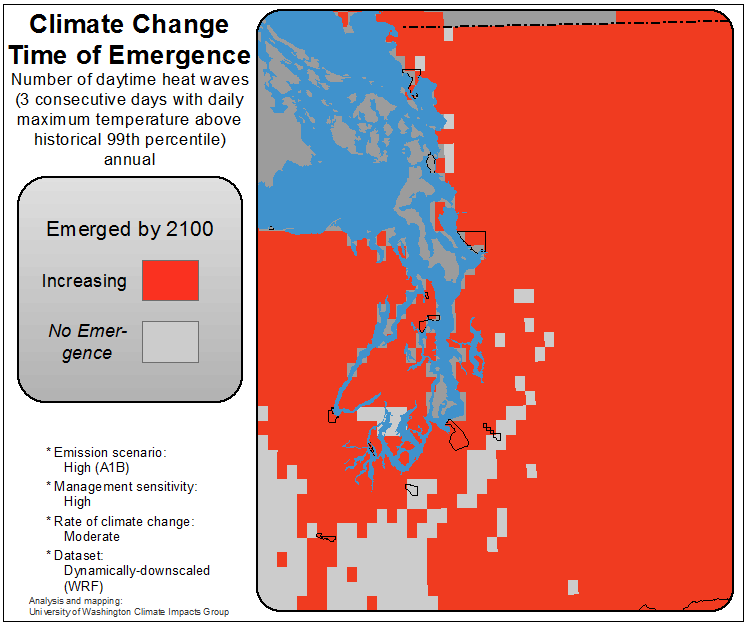 Climate Change
Time of Emergence
Number of daytime heat waves
(3 consecutive days with daily
maximum temperature above
historical 99th percentile)
annual
Emerged by 2100
Increasing
No Emer-
gence
* Emission scenario:
High (A1B)
* Management sensitivity:
High
* Rate of climate change:
Moderate
* Dataset:
Dynamically-downscaled
(WRF)
Analysis and mapping:
University of Washington Climate Impacts Group